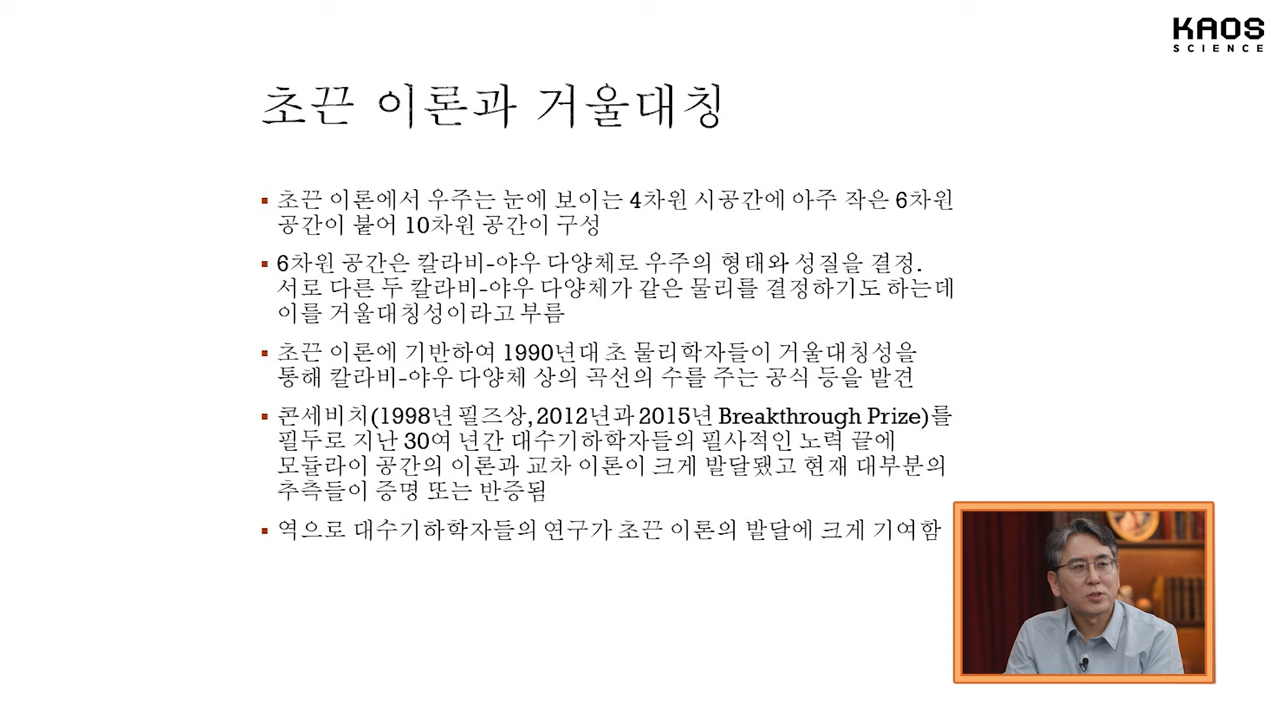 KAOS
SCIENCE
초끈 이론과 거울대칭
▪ 초끈 이론에서 우주는 눈에 보이는 4차원 시공간에 아주 작은 6차원
공간이 붙어 10차원 공간이 구성
▪ 6차원 공간은 칼라비-야우 다양체로 우주의 형태와 성질을 결정.
서로 다른 두 칼라비-야우 다양체가 같은 물리를 결정하기도 하는데
이를 거울대칭성이라고 부름
▪ 초끈 이론에 기반하여 1990년대 초 물리학자들이 거울대칭성을
통해 칼라비-야우 다양체 상의 곡선의 수를 주는 공식 등을 발견
▪ 콘세비치(1998년 필즈상, 2012년과 2015년 Breakthrough Prize)를
필두로 지난 30여 년간 대수기하학자들의 필사적인 노력 끝에
모듈라이 공간의 이론과 교차 이론이 크게 발달됐고 현재 대부분의
추측들이 증명 또는 반증됨
▪ 역으로 대수기하학자들의 연구가 초끈 이론의 발달에 크게 기여함